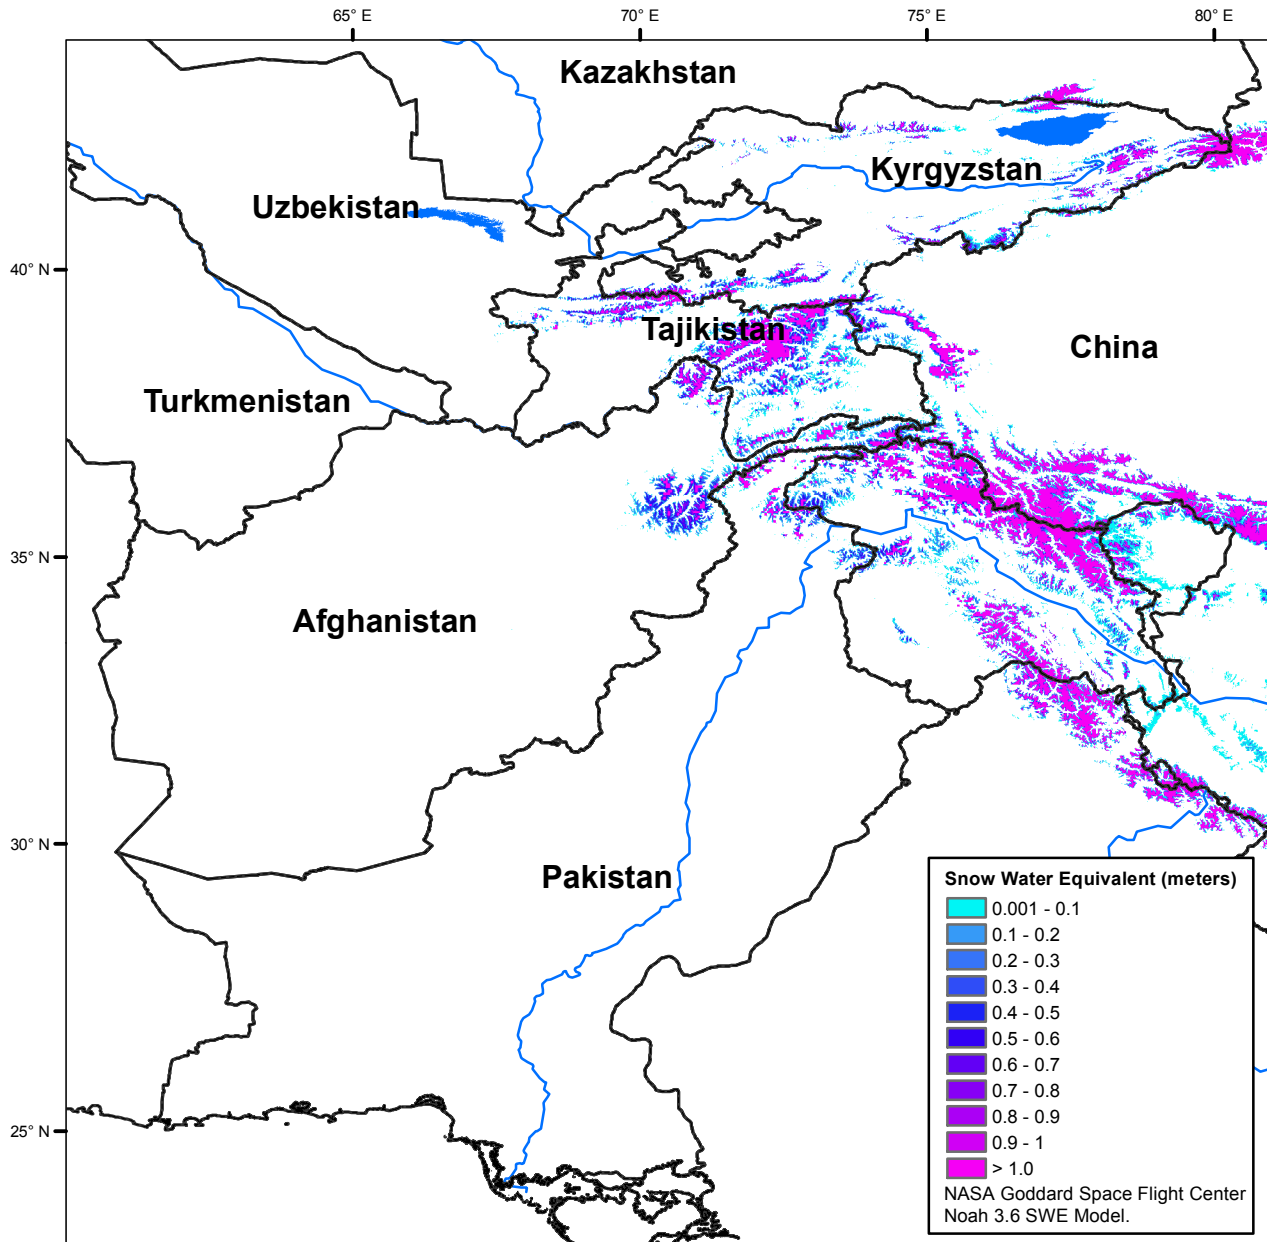 65° E
70° E
75° E
80° E
Kazakhstan
Kyrgyzstan
Uzbekistan
40° N
Tajikistan
China
Turkmenistan
35° N
Afghanistan
30° N
Pakistan
25° N
Snow Water Equivalent (meters)
0.001 - 0.1
0.1 - 0.2
0.2 - 0.3
0.3 - 0.4
0.4 - 0.5
0.5 - 0.6
0.6 - 0.7
0.7 - 0.8
0.8 - 0.9
0.9 - 1
> 1.0
NASA Goddard Space Flight Center
Noah 3.6 SWE Model.